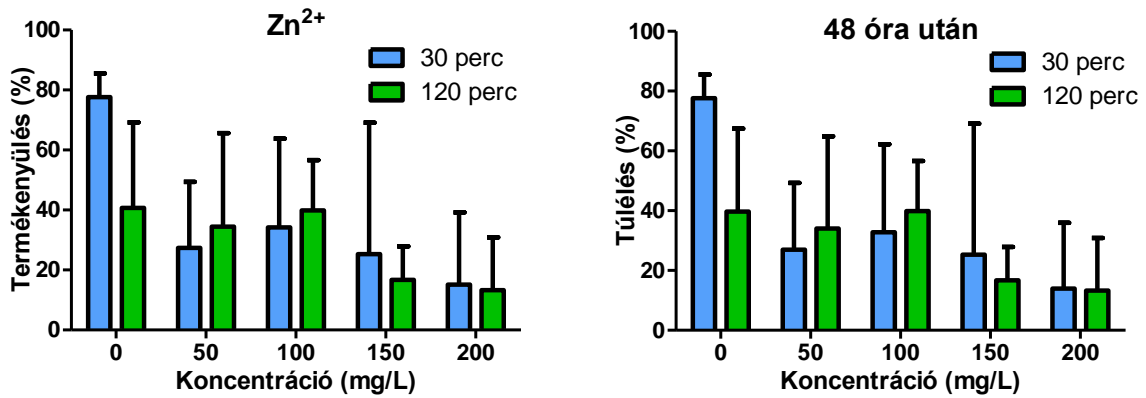 Zn²⁺
30 perc
120 perc
Termékenyülés (%)
100
80
60
40
20
0
0 50 100 150 200
Koncentráció (mg/L)
48 óra után
30 perc
120 perc
Túlélés (%)
100
80
60
40
20
0
0 50 100 150 200
Koncentráció (mg/L)